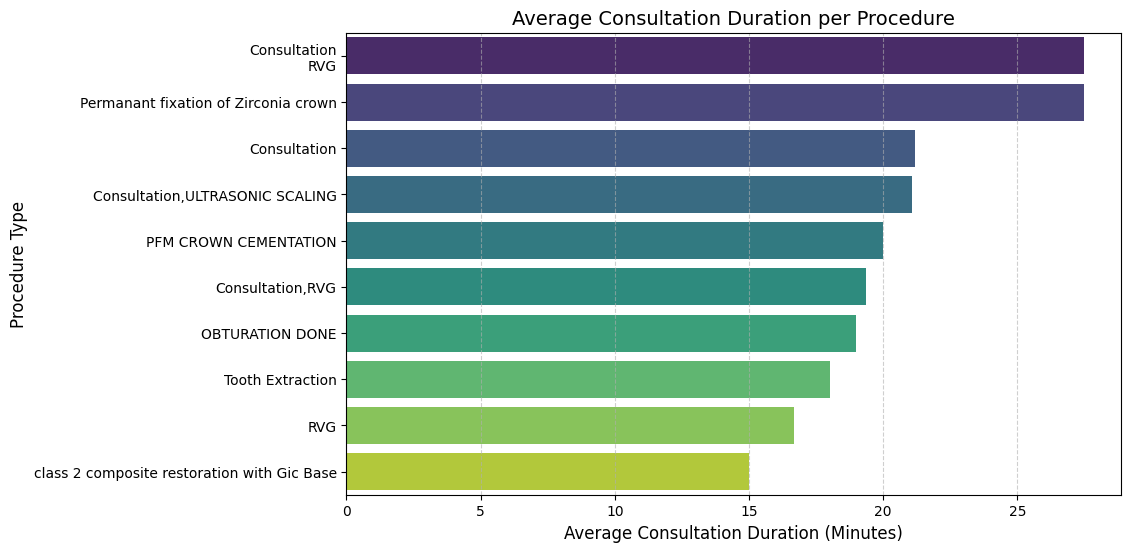 Average Consultation Duration per Procedure
Procedure Type
Consultation
RVG
Permanant fixation of Zirconia crown
Consultation
Consultation,ULTRASONIC SCALING
PFM CROWN CEMENTATION
Consultation,RVG
OBTURATION DONE
Tooth Extraction
RVG
class 2 composite restoration with Gic Base
0 5 10 15 20 25
Average Consultation Duration (Minutes)